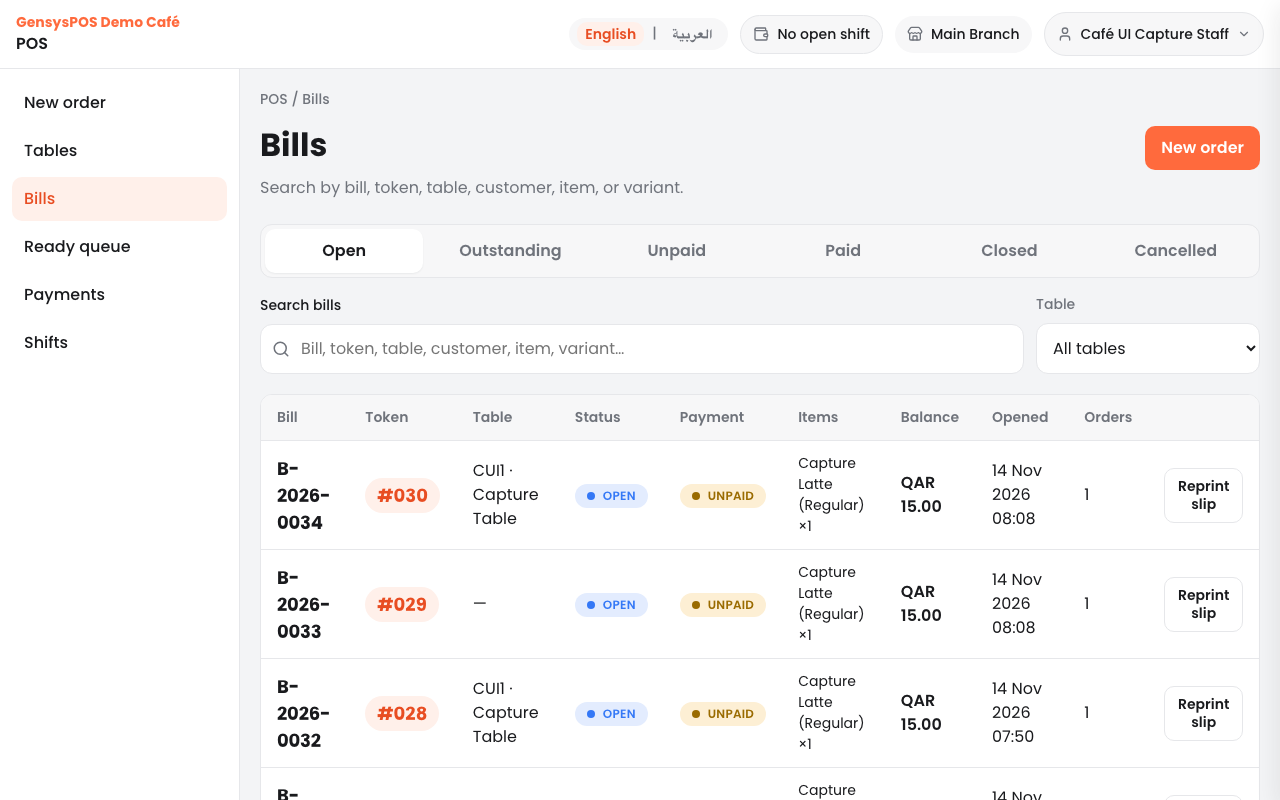 GensysPOS Demo Café
POS
English | العربية
No open shift
Main Branch
Café UI Capture Staff
New order
Tables
Bills
Ready queue
Payments
Shifts
POS / Bills
Bills
New order
Search by bill, token, table, customer, item, or variant.
Open
Outstanding
Unpaid
Paid
Closed
Cancelled
Search bills
Bill, token, table, customer, item, variant...
Table
All tables
Bill Token Table Status Payment Items Balance Opened Orders
B-
2026-
0034
#030
CUI1 ·
Capture
Table
OPEN
UNPAID
Capture
Latte
(Regular)
×1
QAR
15.00
14 Nov
2026
08:08
1
Reprint
slip
B-
2026-
0033
#029
—
OPEN
UNPAID
Capture
Latte
(Regular)
×1
QAR
15.00
14 Nov
2026
08:08
1
Reprint
slip
B-
2026-
0032
#028
CUI1 ·
Capture
Table
OPEN
UNPAID
Capture
Latte
(Regular)
×1
QAR
15.00
14 Nov
2026
07:50
1
Reprint
slip
B-
Capture
14 Nov